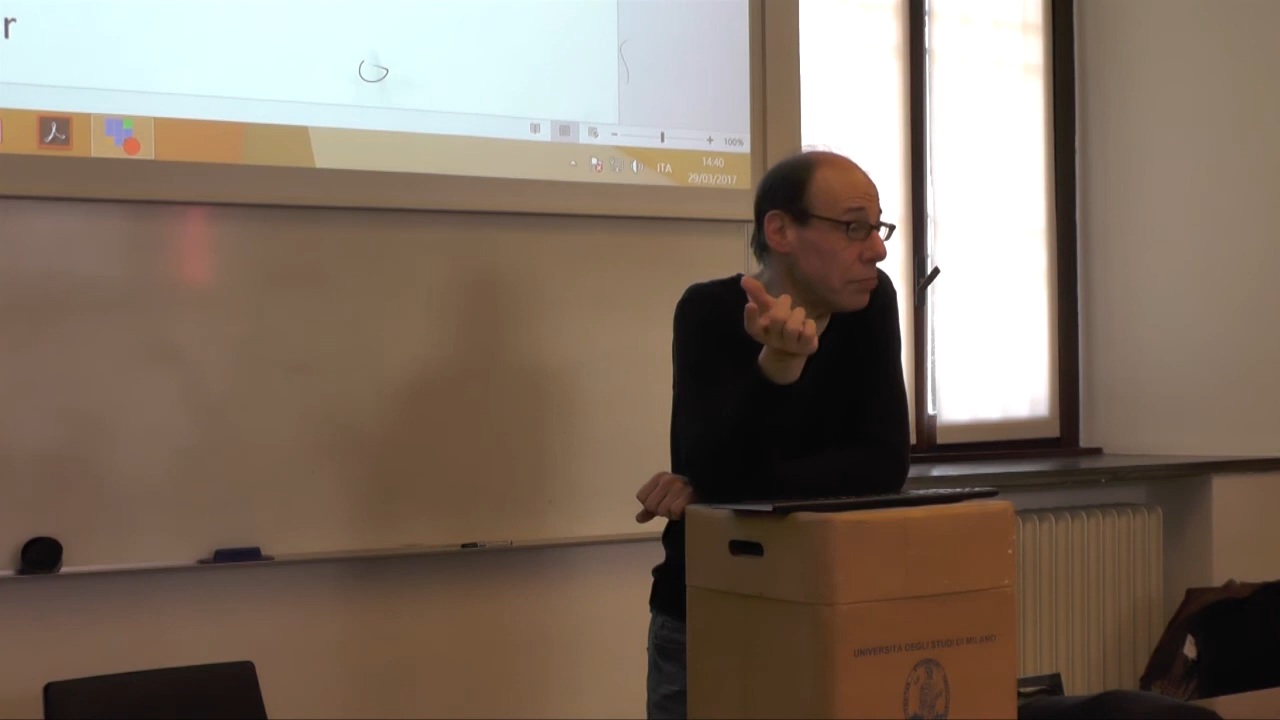 r
100%
ITA
14:40
29/03/2017
UNIVERSITÀ DEGLI STUDI DI MILANO